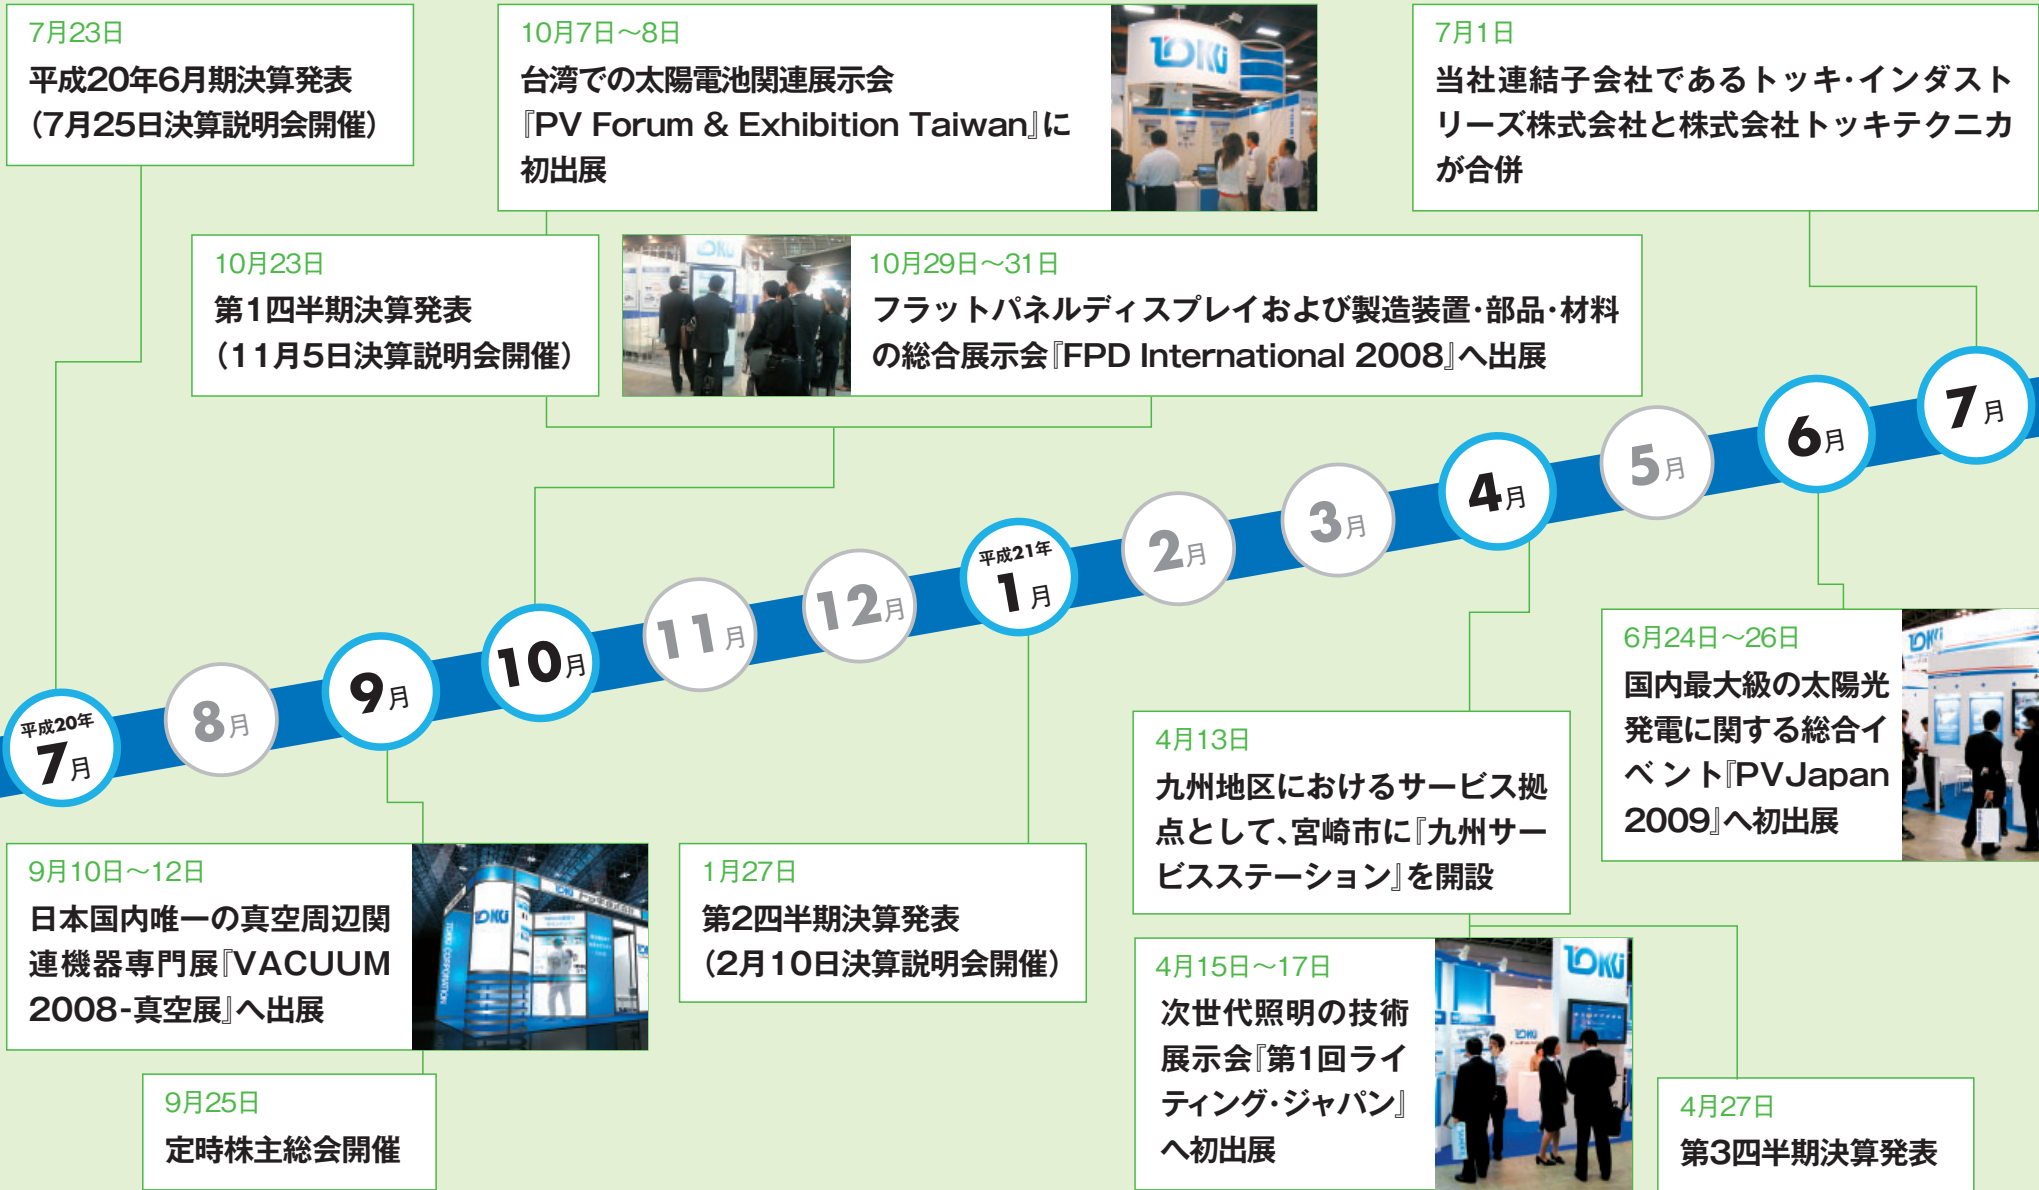 7月23日
平成20年6月期決算発表
（7月25日決算説明会開催）
10月7日～8日
台湾での太陽電池関連展示会
『PV Forum & Exhibition Taiwan』に
初出展
TOKKI
7月1日
当社連結子会社であるトッキ・インダスト
リーズ株式会社と株式会社トッキテクニカ
が合併
10月23日
第1四半期決算発表
（11月5日決算説明会開催）
TOKKI
10月29日～31日
フラットパネルディスプレイおよび製造装置・部品・材料
の総合展示会『FPD International 2008』へ出展
平成20年
7月
8月
9月
10月
11月
12月
平成21年
1月
2月
3月
4月
5月
6月
7月
9月10日～12日
日本国内唯一の真空周辺関
連機器専門展『VACUUM
2008-真空展』へ出展
TOKKI
TOKKI CORPORATION
9月25日
定時株主総会開催
1月27日
第2四半期決算発表
（2月10日決算説明会開催）
4月13日
九州地区におけるサービス拠
点として、宮崎市に『九州サー
ビスステーション』を開設
4月15日～17日
次世代照明の技術
展示会『第1回ライ
ティング・ジャパン』
へ初出展
TOKKI
TOKKI
4月27日
第3四半期決算発表
6月24日～26日
国内最大級の太陽光
発電に関する総合イ
ベント『PVJapan
2009』へ初出展
TOKKI